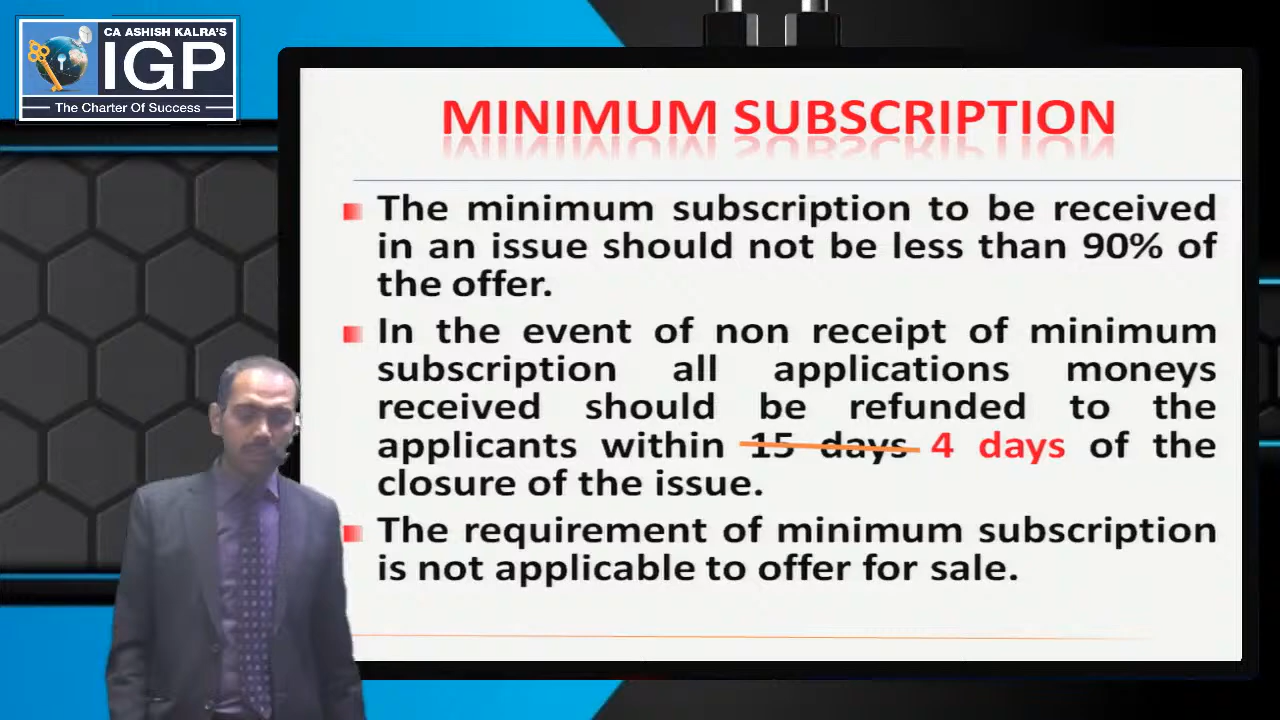 CA ASHISH KALRA'S
IGP
The Charter Of Success
MINIMUM SUBSCRIPTION
The minimum subscription to be received
in an issue should not be less than 90% of
the offer.
In the event of non receipt of minimum
subscription all applications moneys
received should be refunded to the
applicants within 15 days 4 days of the
closure of the issue.
The requirement of minimum subscription
is not applicable to offer for sale.